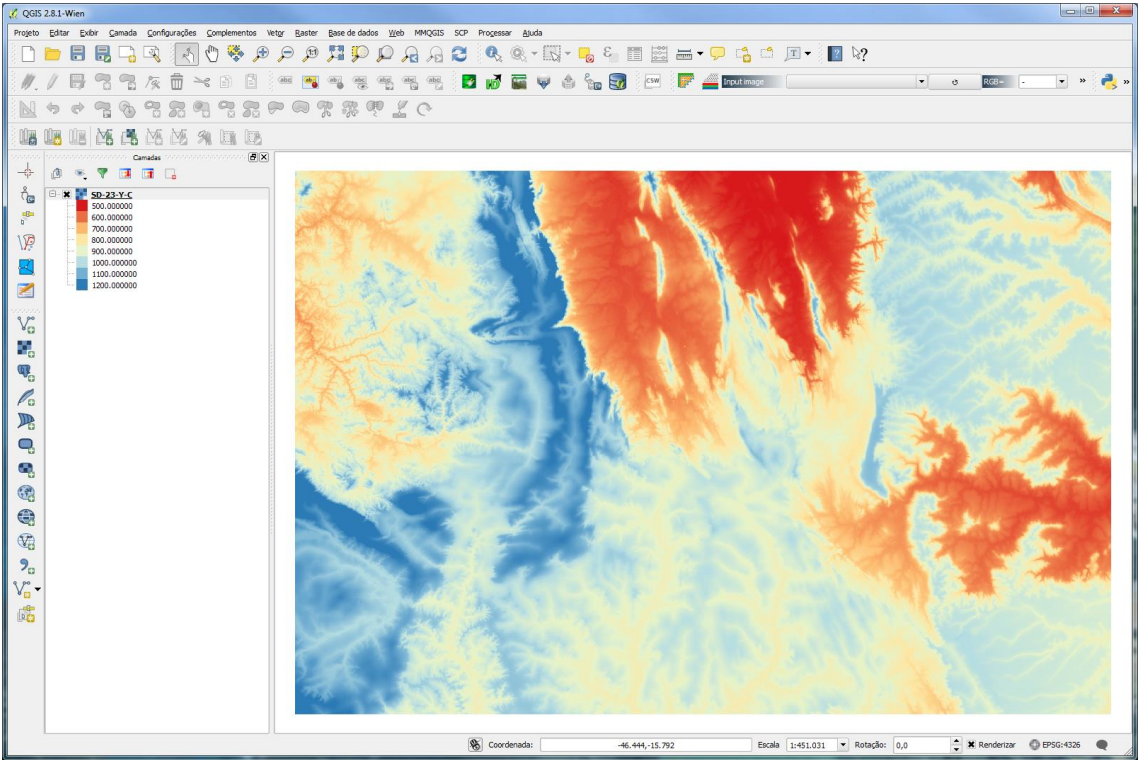 QGIS 2.8.1-Wien
Projeto Editar Exibir Camada Configurações Complementos Vetor Raster Base de dados Web MMQGIS SCP Processar Ajuda
CSW Input image RGB= -
Camadas
SD-23-Y-C
500.000000
600.000000
700.000000
800.000000
900.000000
1000.000000
1100.000000
1200.000000
Coordenada: -46.444,-15.792 Escala 1:451.031 Rotação: 0,0 Renderizar EPSG:4326